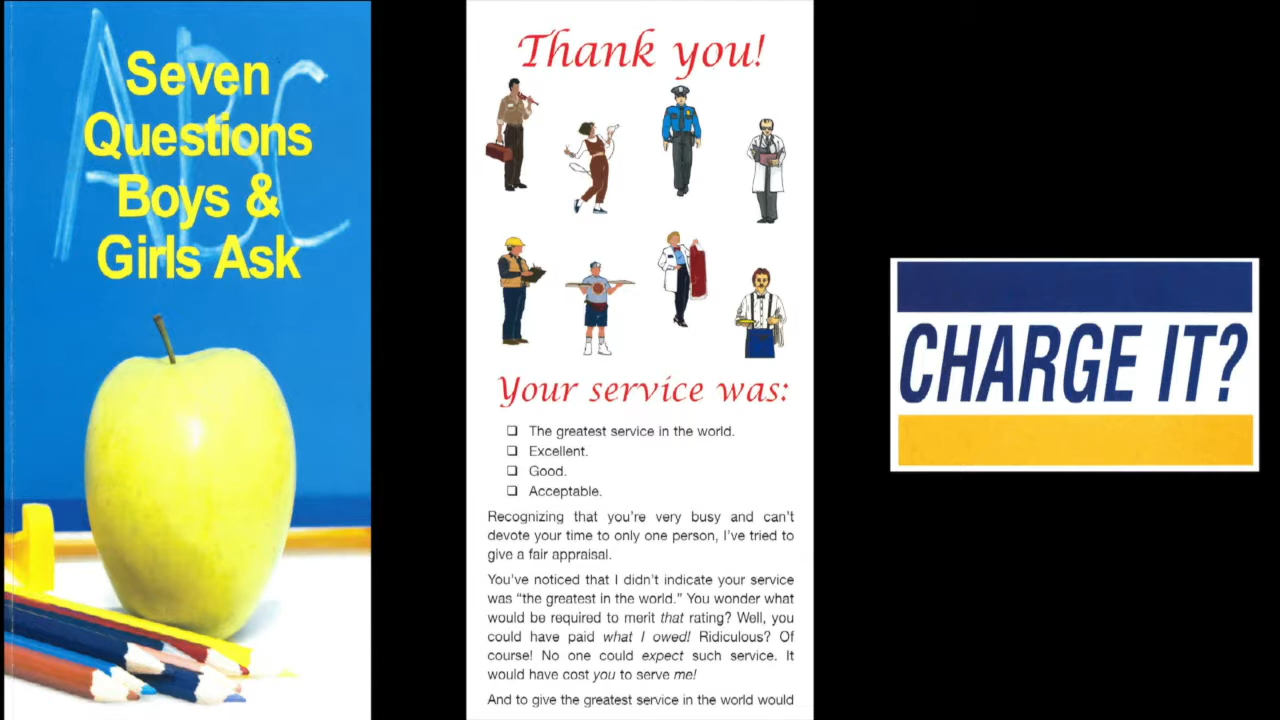 ABC
Seven
Questions
Boys &
Girls Ask
Thank you!
Your service was:
❑ The greatest service in the world.
❑ Excellent.
❑ Good.
❑ Acceptable.
Recognizing that you're very busy and can't
devote your time to only one person, I've tried to
give a fair appraisal.
You've noticed that I didn't indicate your service
was “the greatest in the world.” You wonder what
would be required to merit that rating? Well, you
could have paid what I owed! Ridiculous? Of
course! No one could expect such service. It
would have cost you to serve me!
And to give the greatest service in the world would
CHARGE IT?